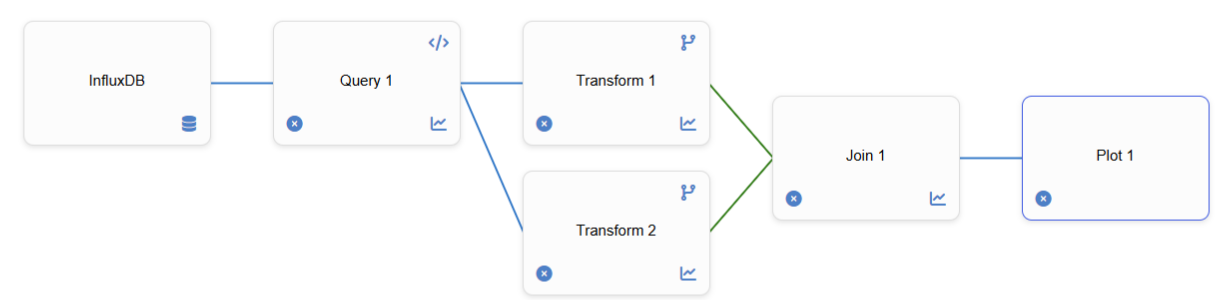 InfluxDB
Query 1
Transform 1
Transform 2
Join 1
Plot 1